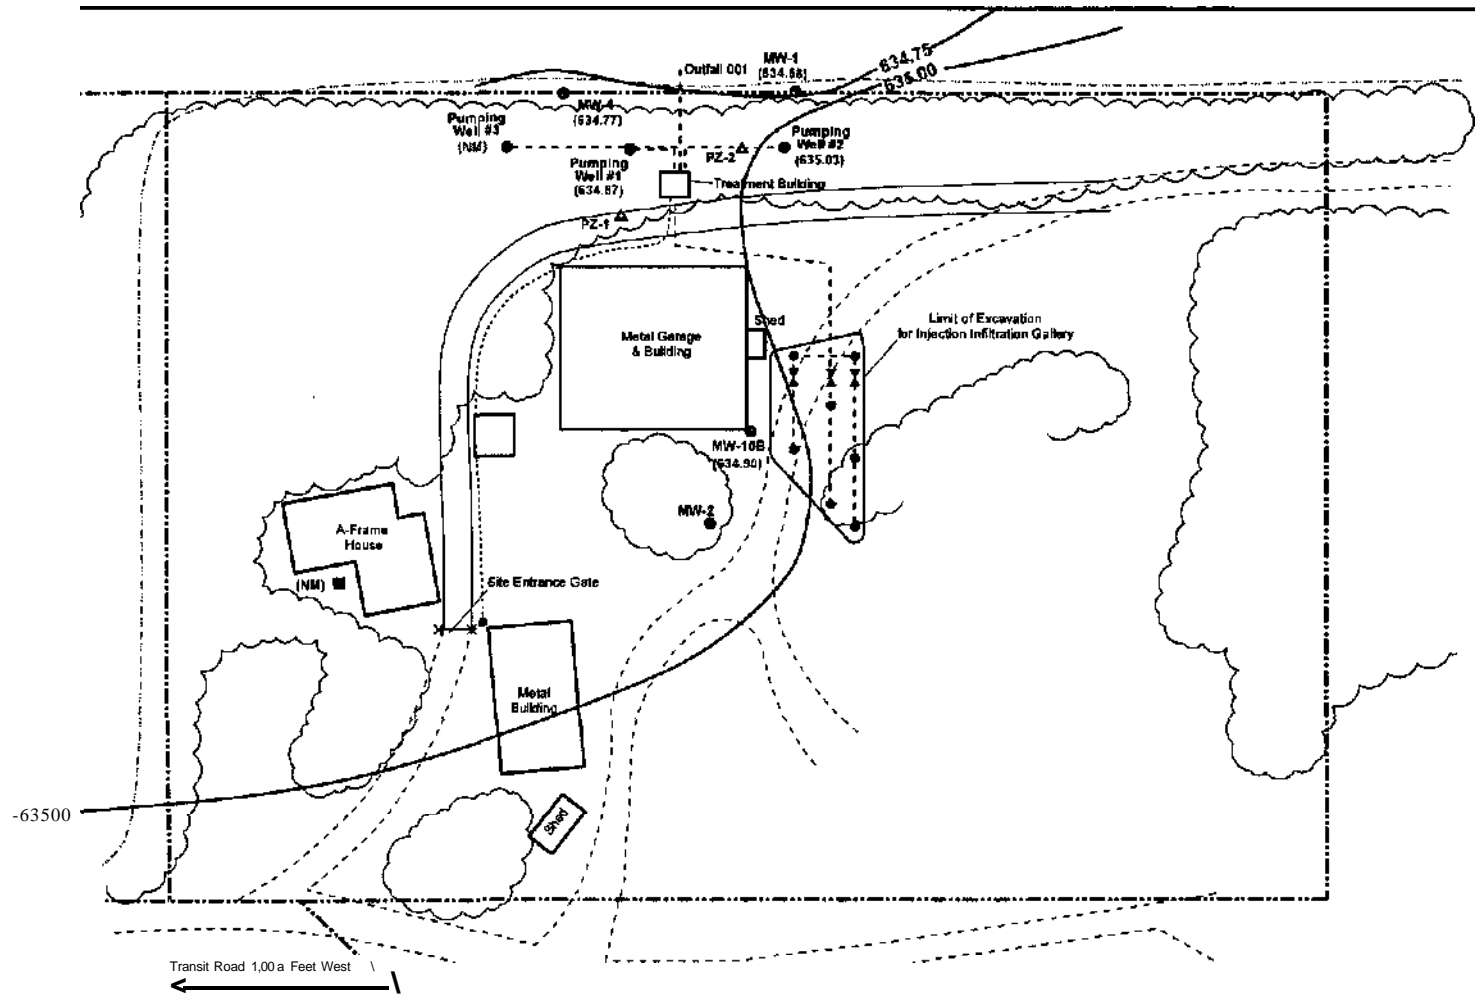 Outfall 001
MW-1
(634.68)
634.75
635.00
MW-4
(634.77)
Pumping
Well #3
(NM)
Pumping
Well #1
(634.87)
PZ-2
Pumping
Well #2
(635.03)
Treatment Building
PZ-1
Metal Garage
& Building
Shed
Limit of Excavation
for Injection Infiltration Gallery
MW-10B
(634.90)
MW-2
A-Frame
House
(NM)
Site Entrance Gate
Metal
Building
Shed
-63500
Transit Road 1,00 a Feet West \